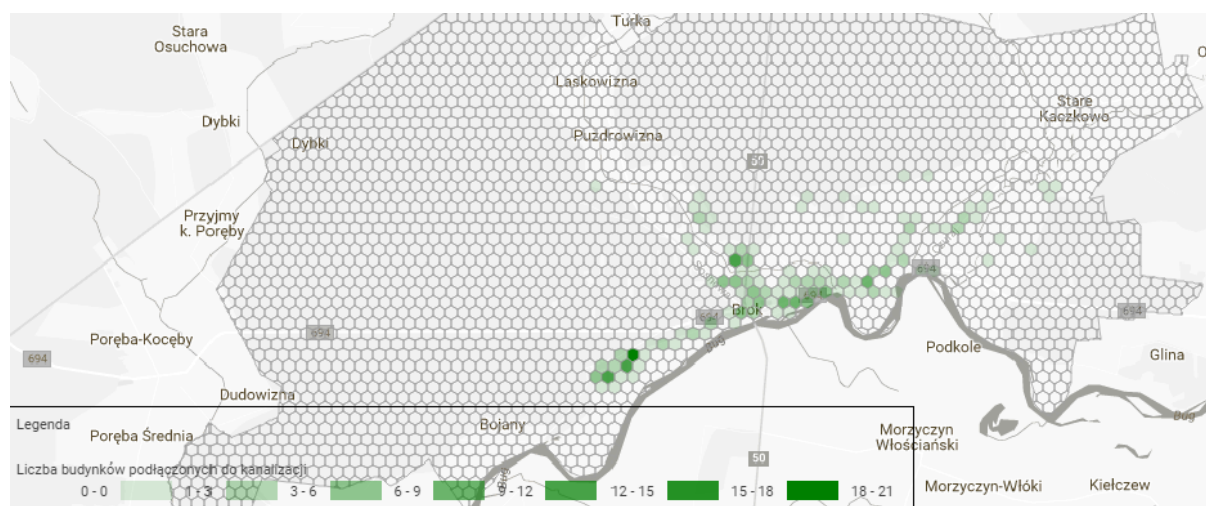 Turka
Stara
Osuchowa
Laskowizna
Stare
Kaczkowo
Dybki
Puzdrowizna
Dybki
50
Przyjmy
k. Poręby
694
Brok
694
694
694
Poręba-Kocęby
Bug
Podkole
694
Glina
Dudowizna
Legenda
Poręba Średnia
Bojany
Morzyczyn
Włościański
Bug
Liczba budynków podłączonych do kanalizacji
50
Bug
0 - 0 1 - 3 3 - 6 6 - 9 9 - 12 12 - 15 15 - 18 18 - 21
Morzyczyn-Włóki
Kiełczew